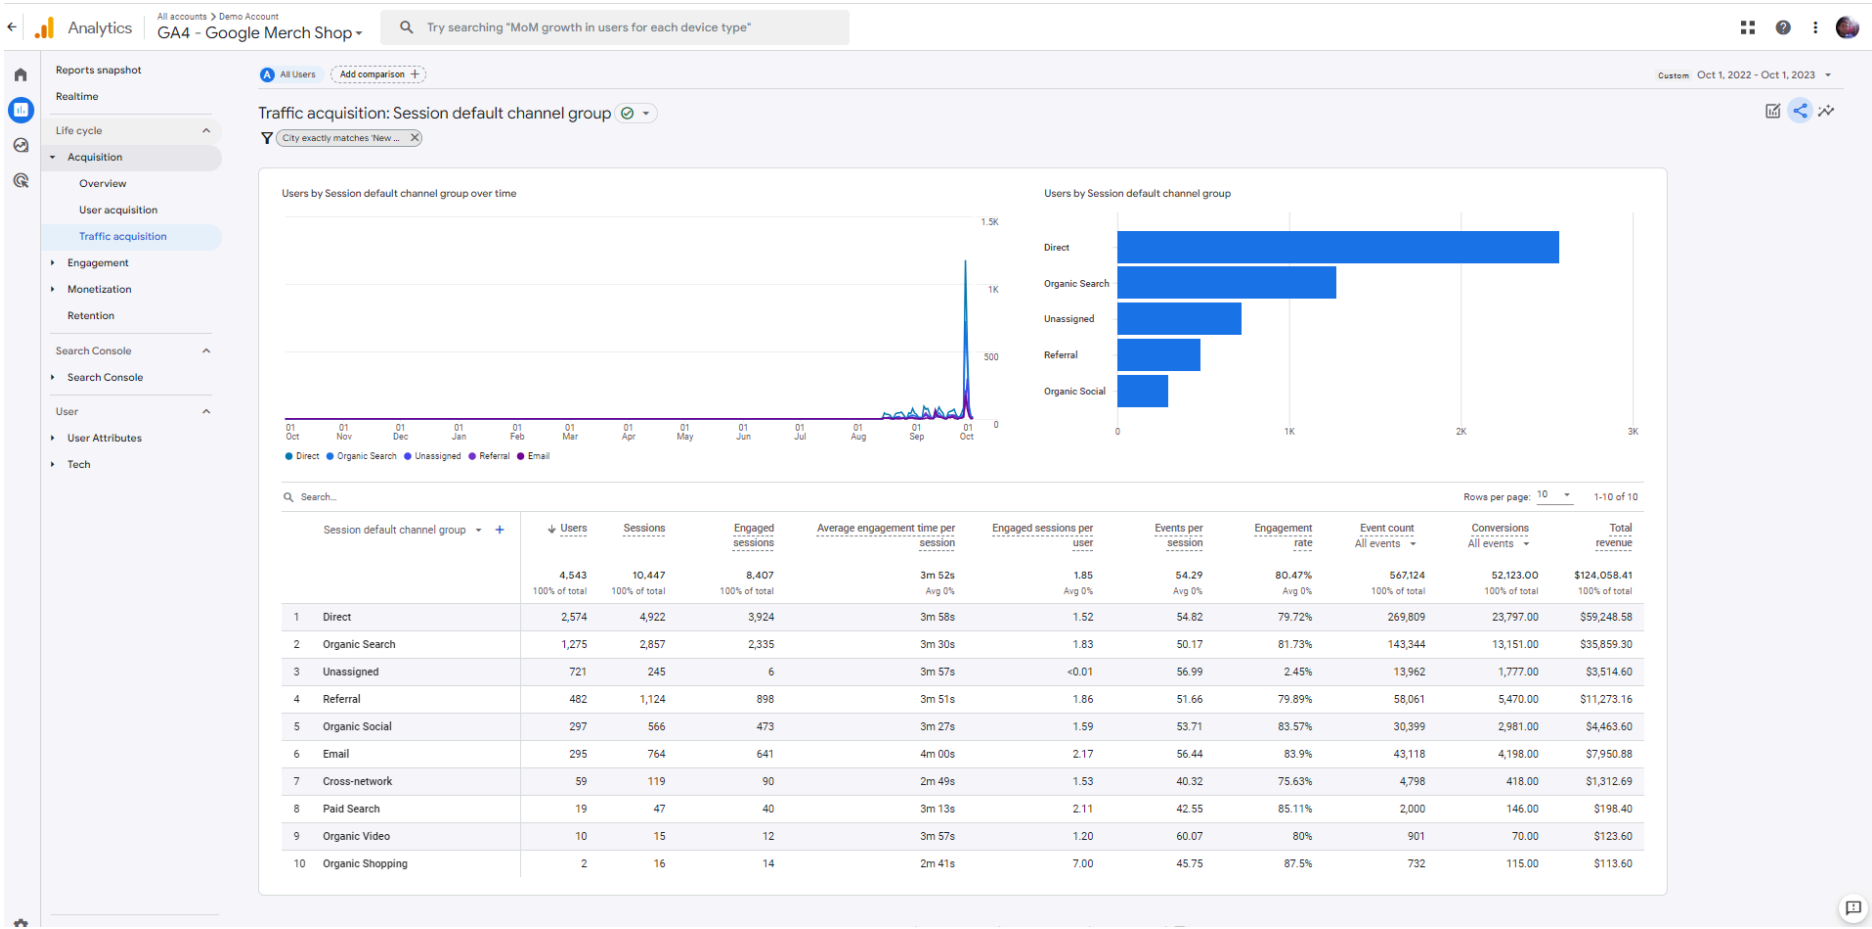 All accounts > Demo Account
Analytics
GA4 - Google Merch Shop
Try searching "MoM growth in users for each device type"
Reports snapshot
Realtime
Life cycle
Acquisition
Overview
User acquisition
Traffic acquisition
Engagement
Monetization
Retention
Search Console
Search Console
User
User Attributes
Tech
A All Users
Add comparison +
Custom Oct 1, 2022 - Oct 1, 2023
Traffic acquisition: Session default channel group
City exactly matches 'New ...
Users by Session default channel group over time
1.5K
1K
500
0
01 Oct 01 Nov 01 Dec 01 Jan 01 Feb 01 Mar 01 Apr 01 May 01 Jun 01 Jul 01 Aug 01 Sep 01 Oct
Direct Organic Search Unassigned Referral Email
Users by Session default channel group
Direct
Organic Search
Unassigned
Referral
Organic Social
0 1K 2K 3K
Search...
Rows per page: 10 1-10 of 10
Session default channel group + Users Sessions Engaged sessions Average engagement time per session Engaged sessions per user Events per session Engagement rate Event count All events Conversions All events Total revenue
4,543 10,447 8,407 3m 52s 1.85 54.29 80.47% 567,124 52,123.00 $124,058.41
100% of total 100% of total 100% of total Avg 0% Avg 0% Avg 0% Avg 0% 100% of total 100% of total 100% of total
1 Direct 2,574 4,922 3,924 3m 58s 1.52 54.82 79.72% 269,809 23,797.00 $59,248.58
2 Organic Search 1,275 2,857 2,335 3m 30s 1.83 50.17 81.73% 143,344 13,151.00 $35,859.30
3 Unassigned 721 245 6 3m 57s <0.01 56.99 2.45% 13,962 1,777.00 $3,514.60
4 Referral 482 1,124 898 3m 51s 1.86 51.66 79.89% 58,061 5,470.00 $11,273.16
5 Organic Social 297 566 473 3m 27s 1.59 53.71 83.57% 30,399 2,981.00 $4,463.60
6 Email 295 764 641 4m 00s 2.17 56.44 83.9% 43,118 4,198.00 $7,950.88
7 Cross-network 59 119 90 2m 49s 1.53 40.32 75.63% 4,798 418.00 $1,312.69
8 Paid Search 19 47 40 3m 13s 2.11 42.55 85.11% 2,000 146.00 $198.40
9 Organic Video 10 15 12 3m 57s 1.20 60.07 80% 901 70.00 $123.60
10 Organic Shopping 2 16 14 2m 41s 7.00 45.75 87.5% 732 115.00 $113.60